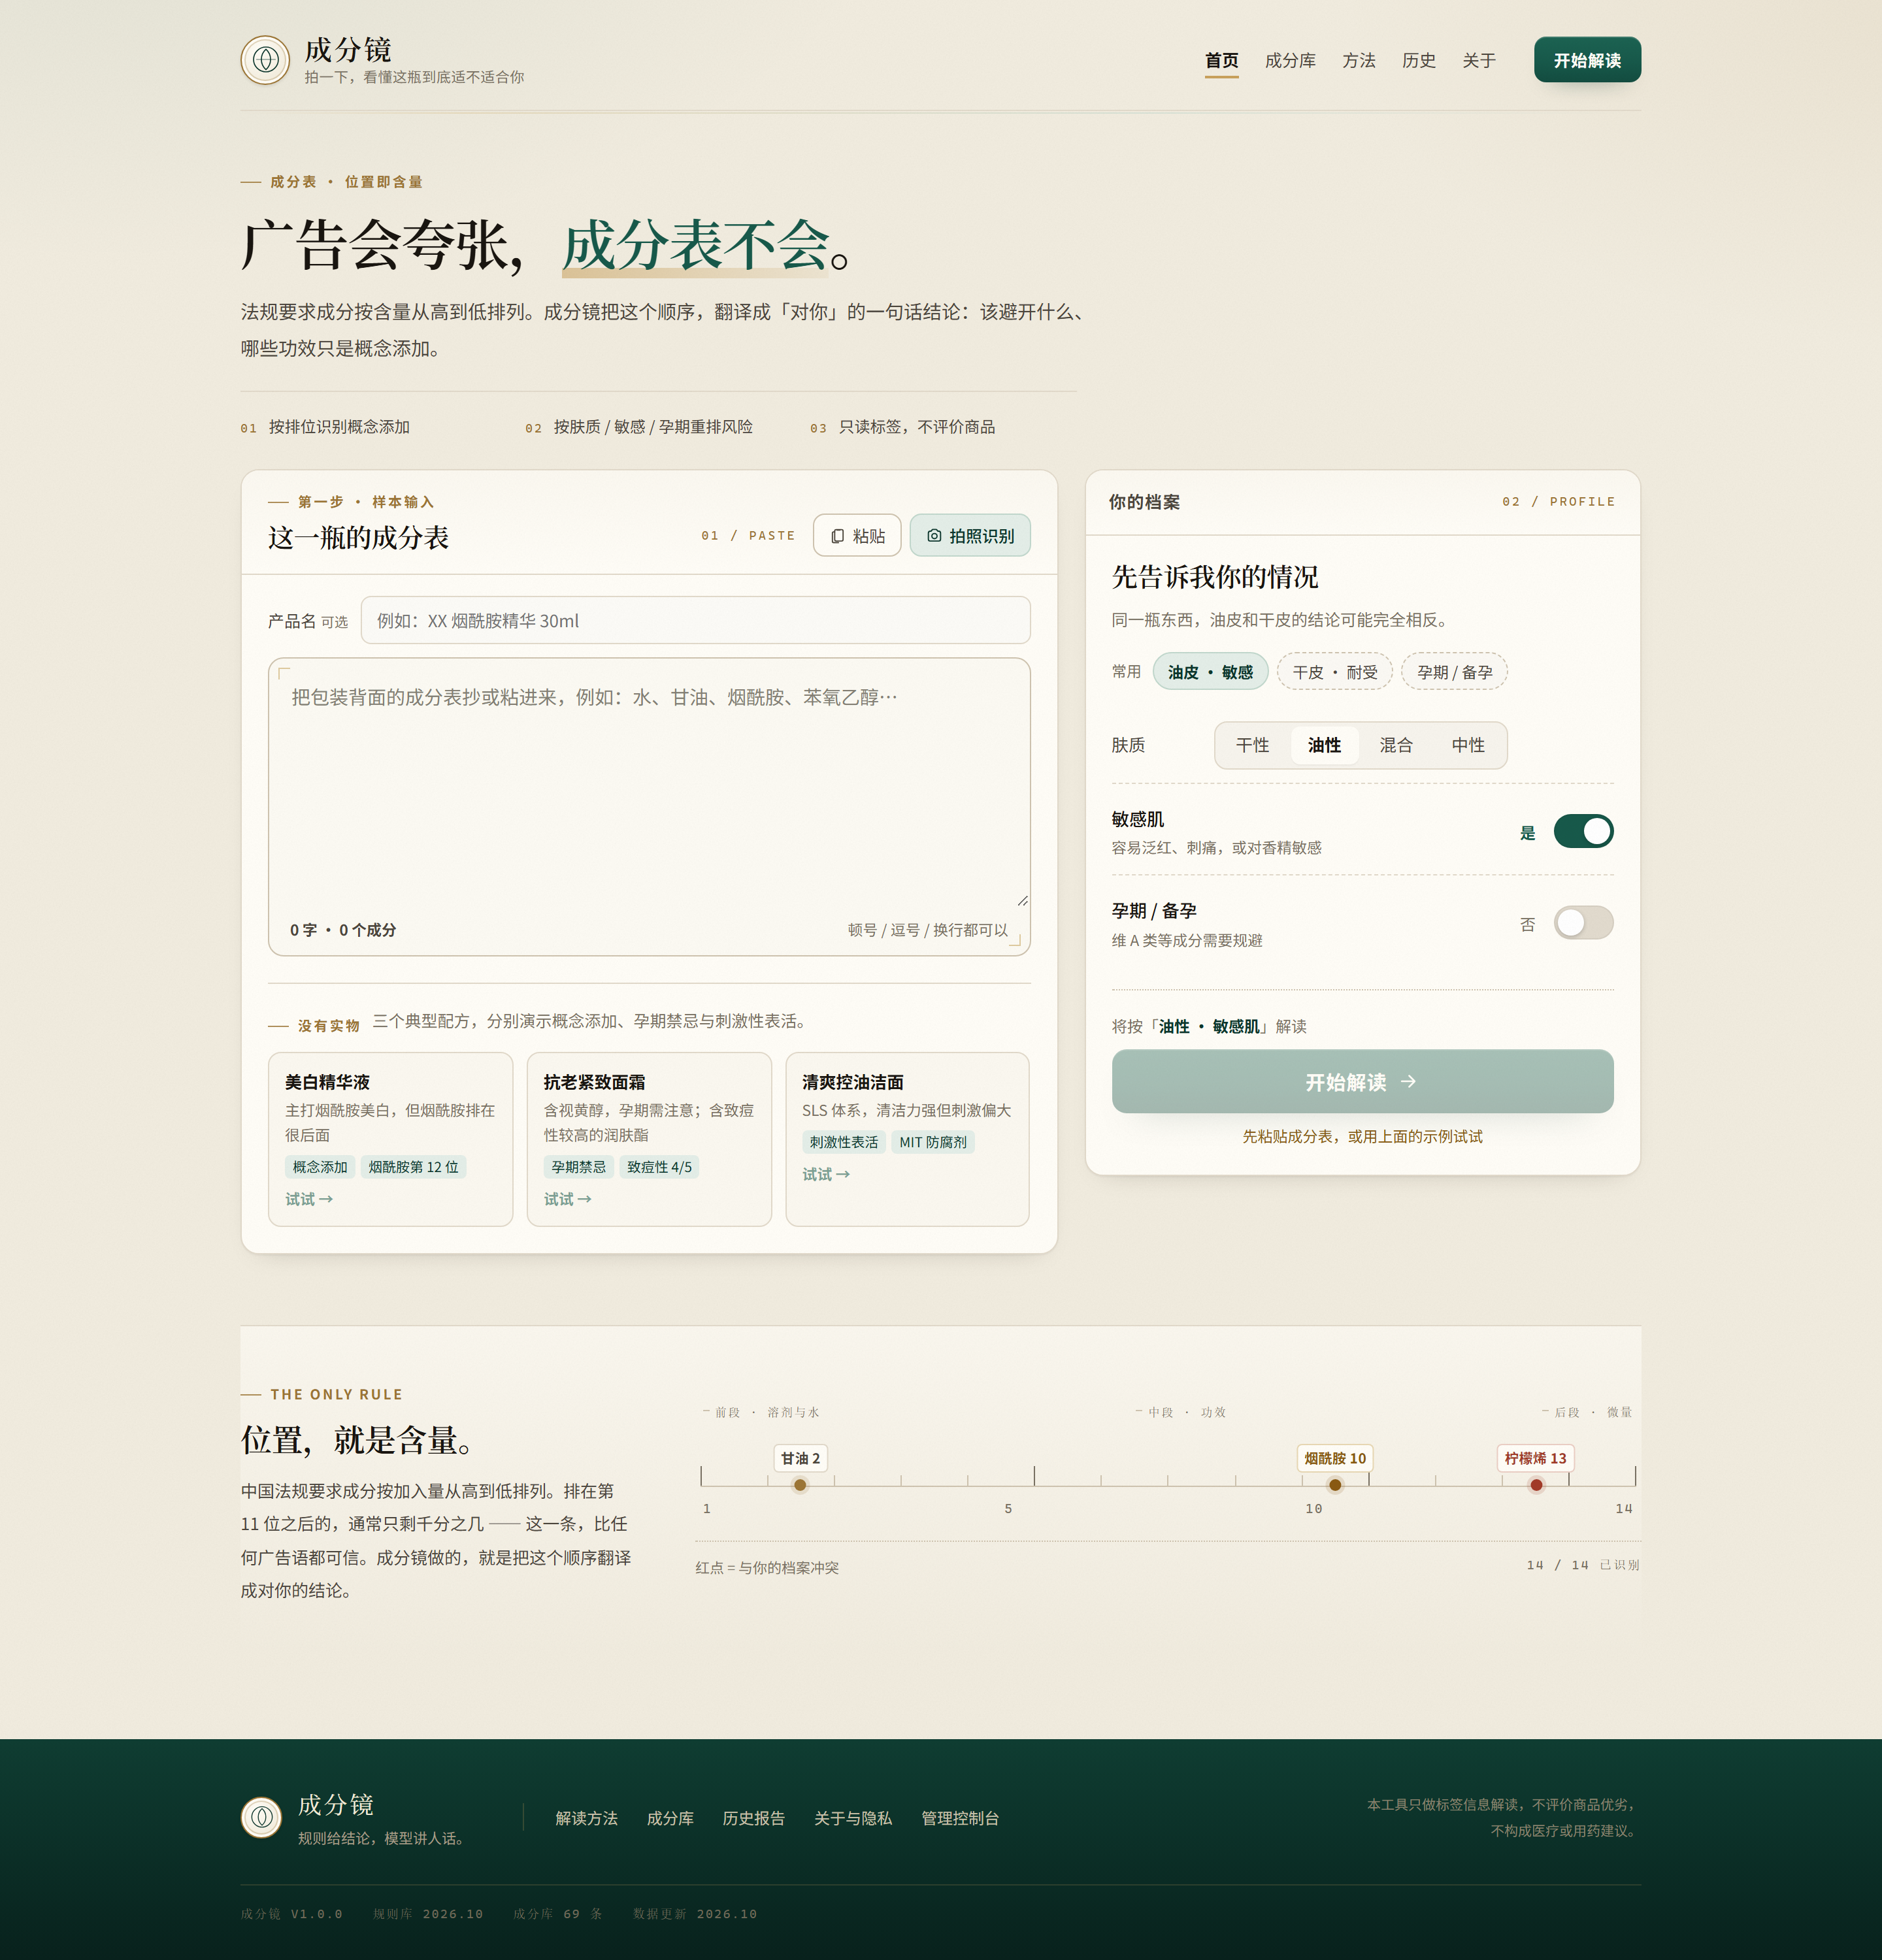 成分镜
拍一下，看懂这瓶到底适不适合你
首页 成分库 方法 历史 关于 开始解读
成分表 · 位置即含量
广告会夸张，成分表不会。
法规要求成分按含量从高到低排列。成分镜把这个顺序，翻译成「对你」的一句话结论：该避开什么、
哪些功效只是概念添加。
01 按排位识别概念添加 02 按肤质 / 敏感 / 孕期重排风险 03 只读标签，不评价商品
第一步 · 样本输入
这一瓶的成分表
01 / PASTE 粘贴 拍照识别
产品名 可选 例如：XX 烟酰胺精华 30ml
把包装背面的成分表抄或粘进来，例如：水、甘油、烟酰胺、苯氧乙醇…
0 字 · 0 个成分 顿号 / 逗号 / 换行都可以
没有实物 三个典型配方，分别演示概念添加、孕期禁忌与刺激性表活。
美白精华液
主打烟酰胺美白，但烟酰胺排在
很后面
概念添加 烟酰胺第 12 位
试试 →
抗老紧致面霜
含视黄醇，孕期需注意；含致痘
性较高的润肤酯
孕期禁忌 致痘性 4/5
试试 →
清爽控油洁面
SLS 体系，清洁力强但刺激偏大
刺激性表活 MIT 防腐剂
试试 →
你的档案 02 / PROFILE
先告诉我你的情况
同一瓶东西，油皮和干皮的结论可能完全相反。
常用 油皮 · 敏感 干皮 · 耐受 孕期 / 备孕
肤质 干性 油性 混合 中性
敏感肌
容易泛红、刺痛，或对香精敏感
是
孕期 / 备孕
维 A 类等成分需要规避
否
将按「油性 · 敏感肌」解读
开始解读 →
先粘贴成分表，或用上面的示例试试
THE ONLY RULE
位置，就是含量。
中国法规要求成分按加入量从高到低排列。排在第
11 位之后的，通常只剩千分之几 —— 这一条，比任
何广告语都可信。成分镜做的，就是把这个顺序翻译
成对你的结论。
前段 · 溶剂与水 中段 · 功效 后段 · 微量
甘油 2 烟酰胺 10 柠檬烯 13
1 5 10 14
红点 = 与你的档案冲突 14 / 14 已识别
成分镜
规则给结论，模型讲人话。
解读方法 成分库 历史报告 关于与隐私 管理控制台
本工具只做标签信息解读，不评价商品优劣，
不构成医疗或用药建议。
成分镜 V1.0.0 规则库 2026.10 成分库 69 条 数据更新 2026.10